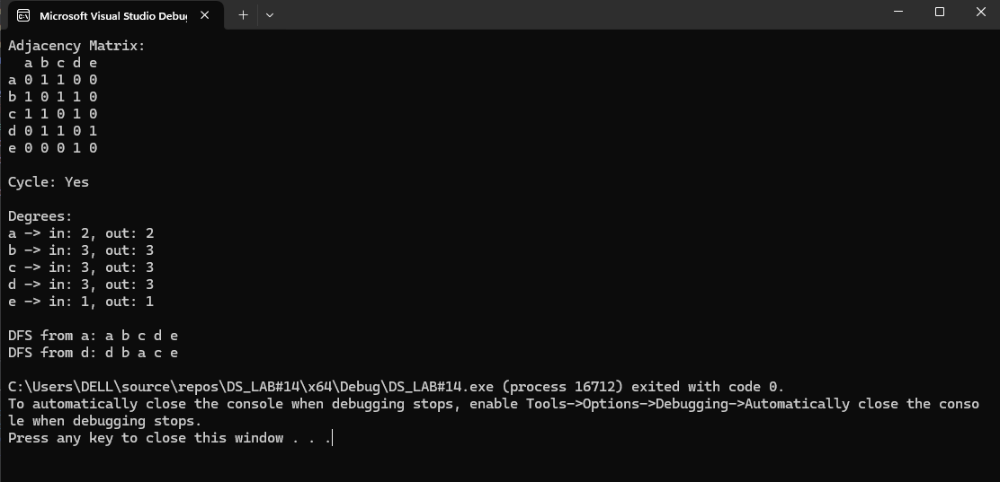 Microsoft Visual Studio Debu
Adjacency Matrix:
  a b c d e
a 0 1 1 0 0
b 1 0 1 1 0
c 1 1 0 1 0
d 0 1 1 0 1
e 0 0 0 1 0
Cycle: Yes
Degrees:
a -> in: 2, out: 2
b -> in: 3, out: 3
c -> in: 3, out: 3
d -> in: 3, out: 3
e -> in: 1, out: 1
DFS from a: a b c d e
DFS from d: d b a c e
C:\Users\DELL\source\repos\DS_LAB#14\x64\Debug\DS_LAB#14.exe (process 16712) exited with code 0.
To automatically close the console when debugging stops, enable Tools->Options->Debugging->Automatically close the conso
le when debugging stops.
Press any key to close this window . . .